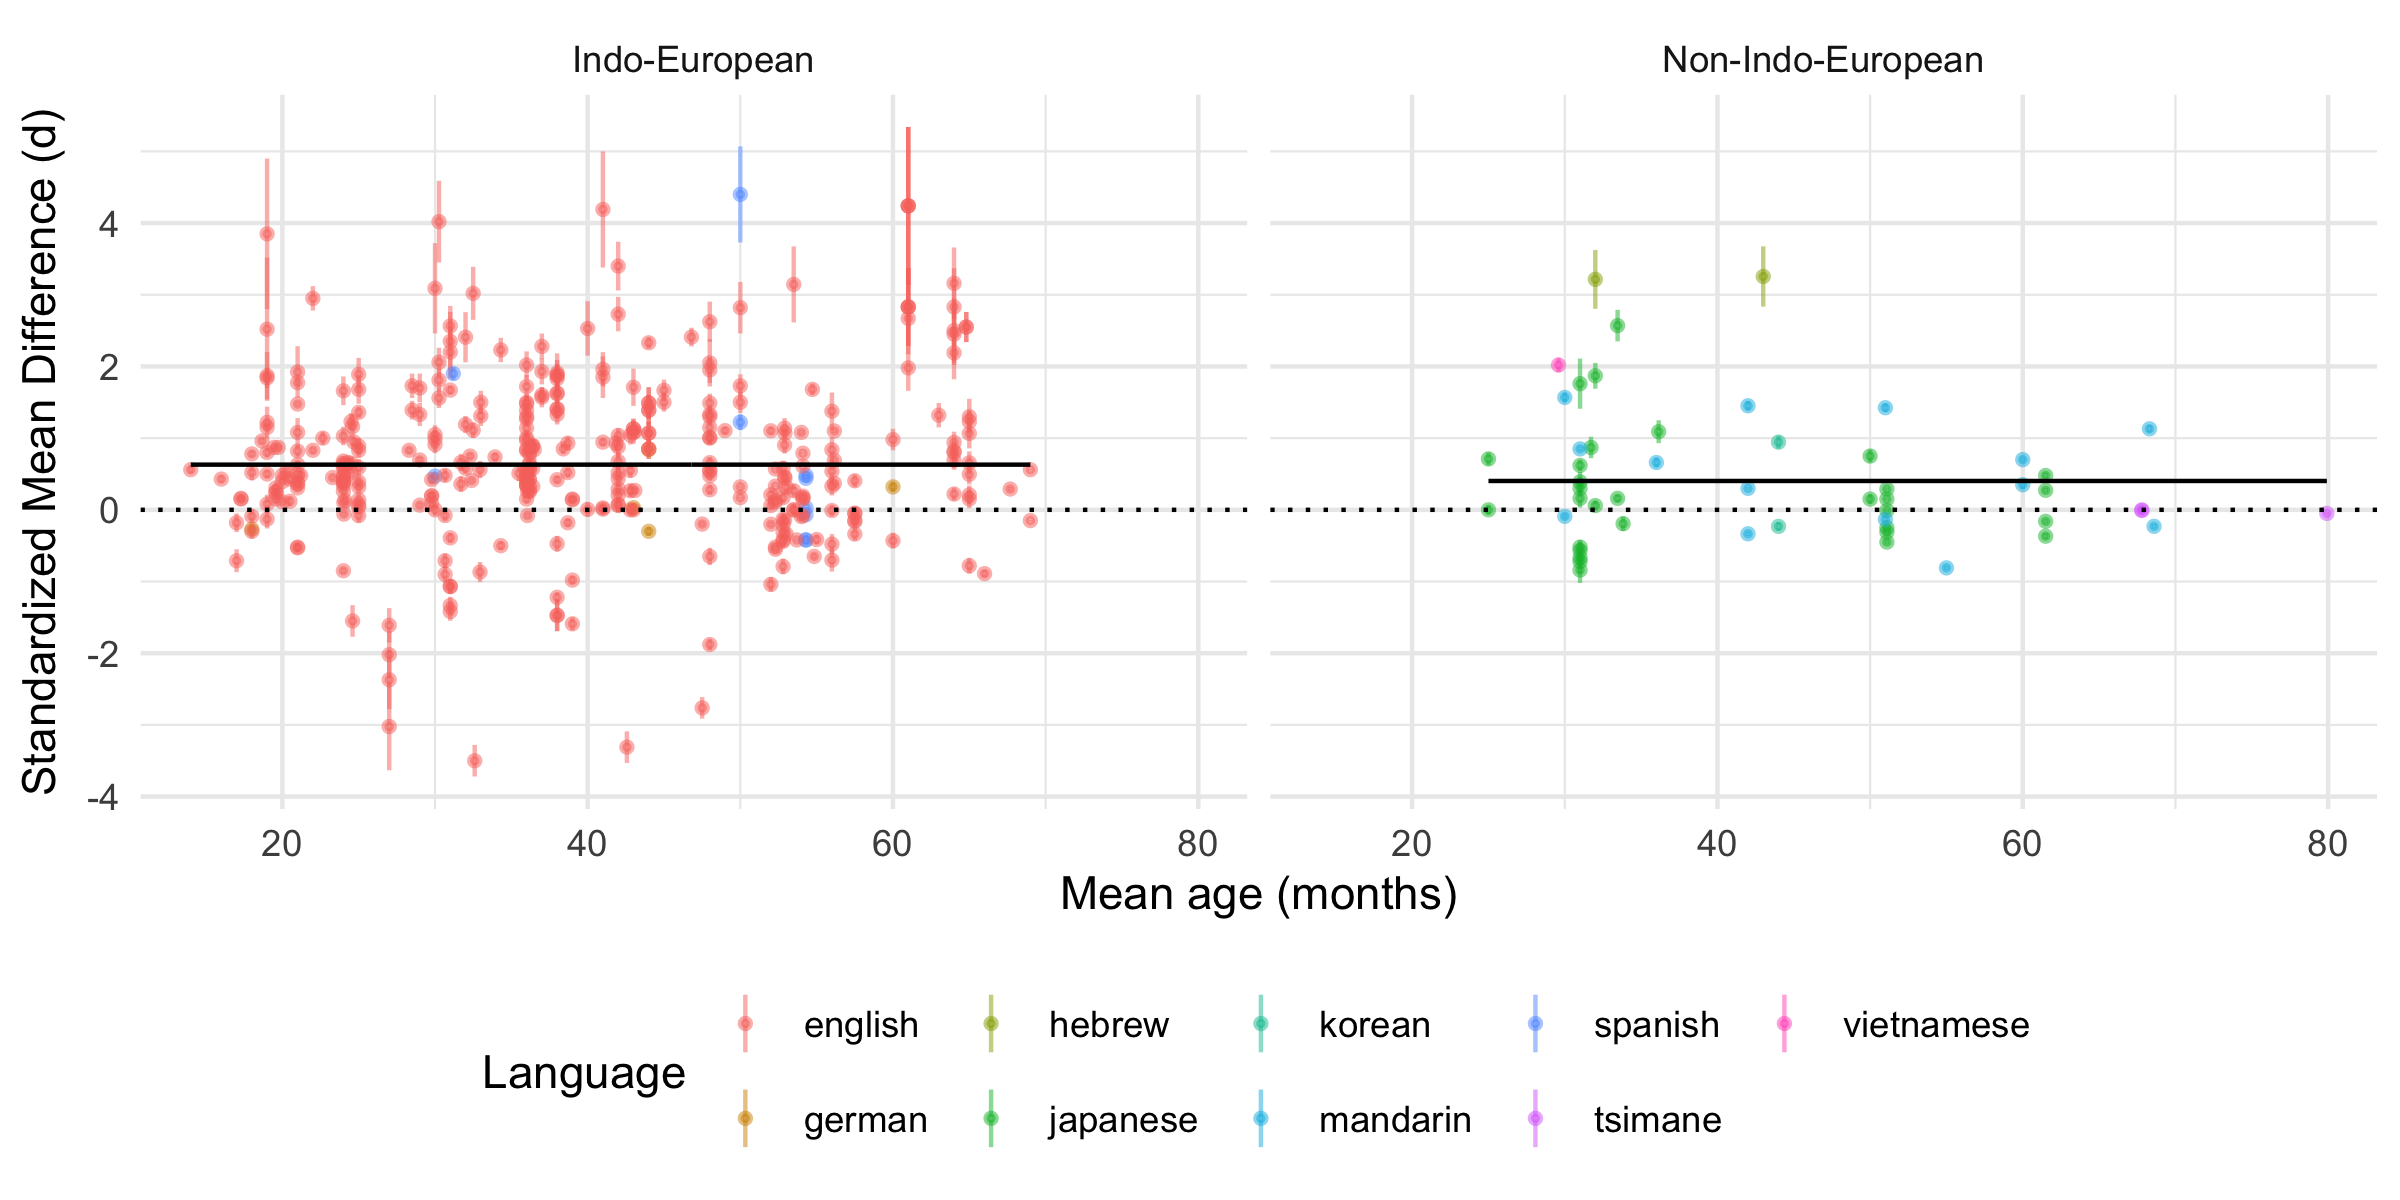 Indo-European
Non-Indo-European
Standardized Mean Difference (d)
4
2
0
-2
-4
20 40 60 80
20 40 60 80
Mean age (months)
Language
english
hebrew
korean
spanish
vietnamese
german
japanese
mandarin
tsimane